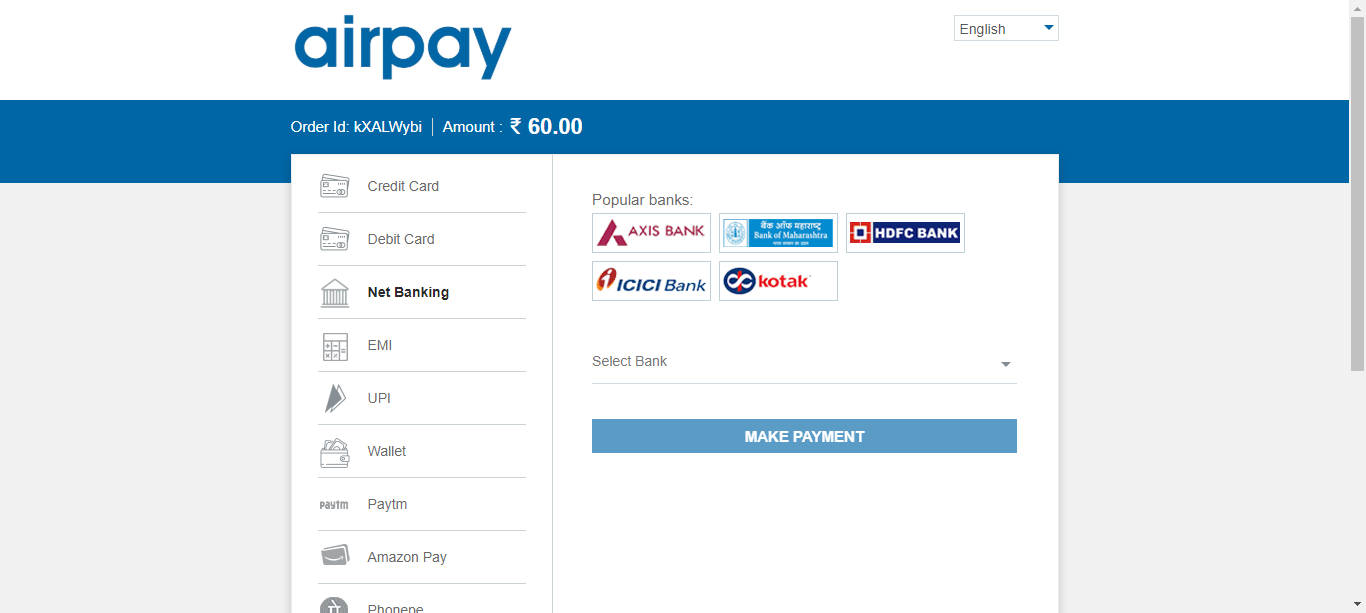 airpay
English
Order Id: kXALWybi | Amount : ₹ 60.00
Credit Card
Debit Card
Net Banking
EMI
UPI
Wallet
Paytm
Paytm
Amazon Pay
Phonepe
Popular banks:
AXIS BANK
बैंक ऑफ महाराष्ट्र
Bank of Maharashtra
HDFC BANK
ICICI Bank
kotak
Select Bank
MAKE PAYMENT